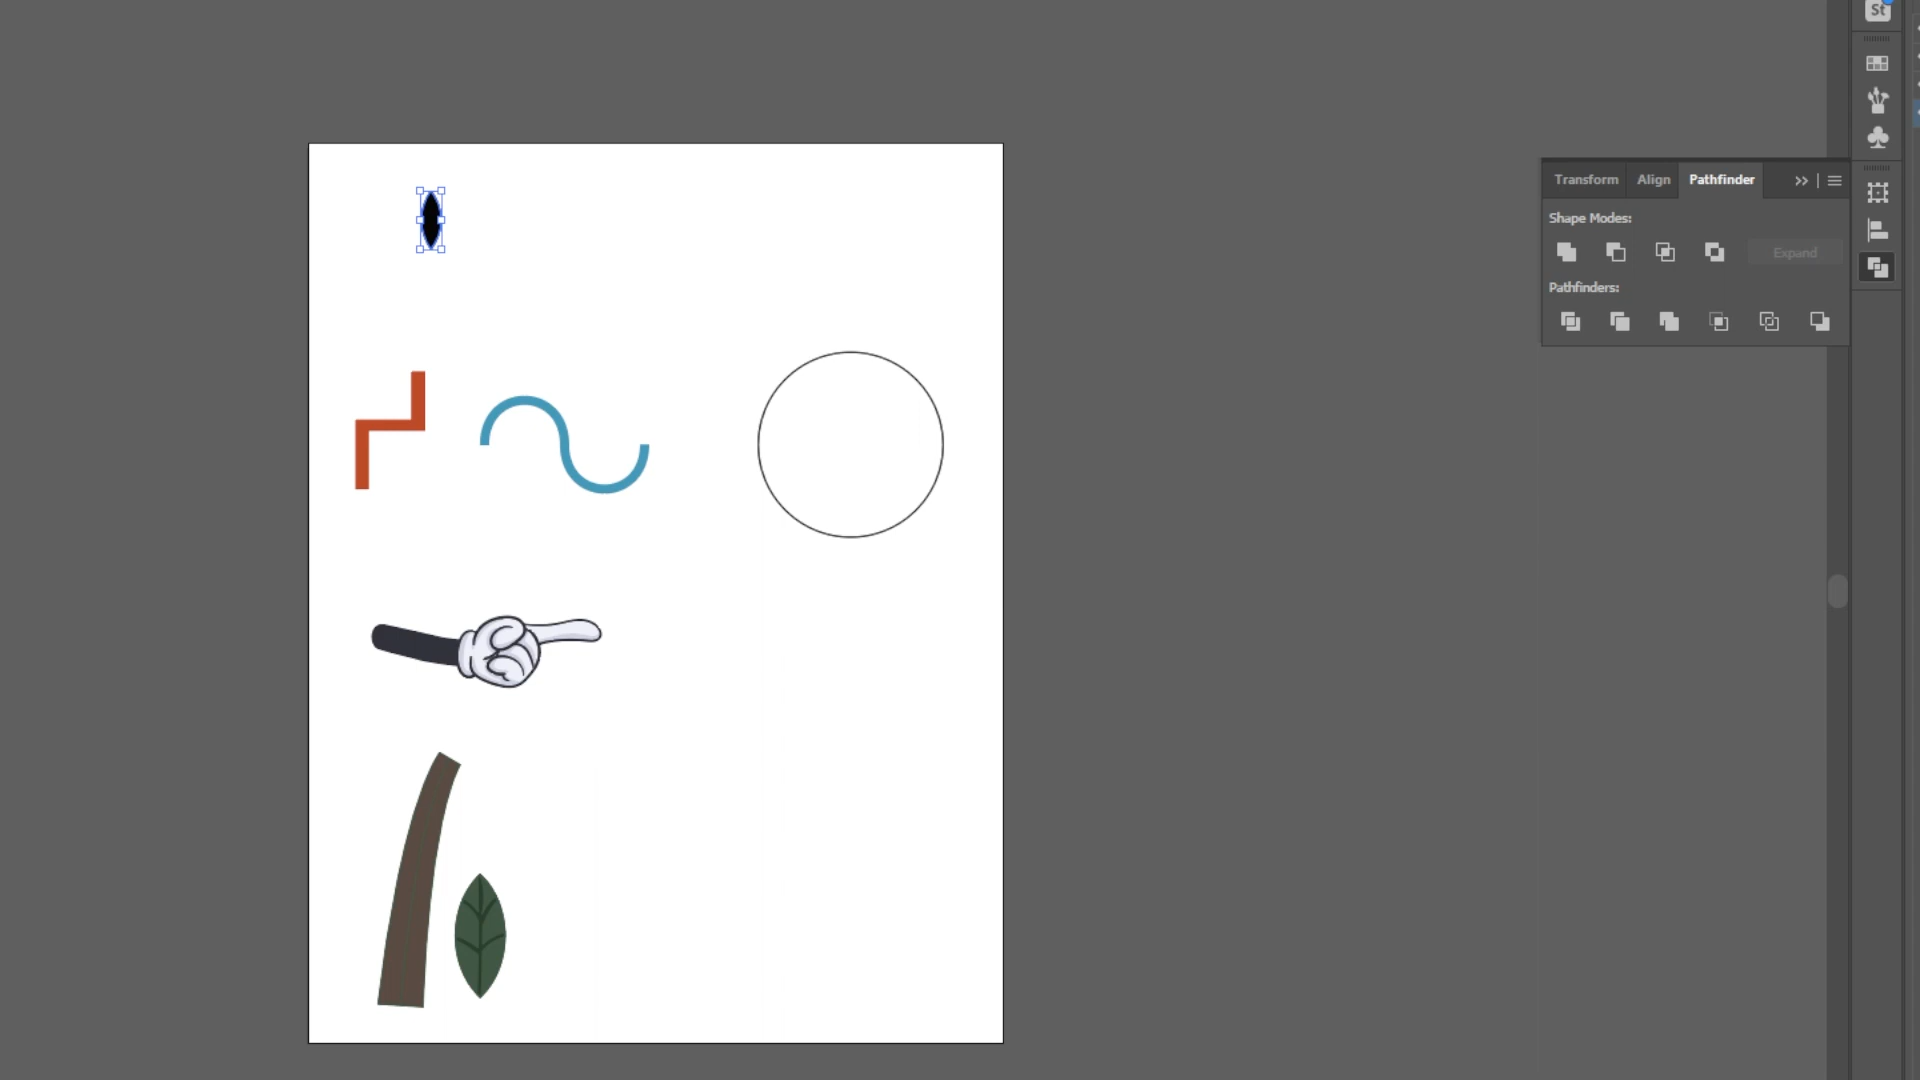 St
Transform Align Pathfinder
Shape Modes:
Expand
Pathfinders: